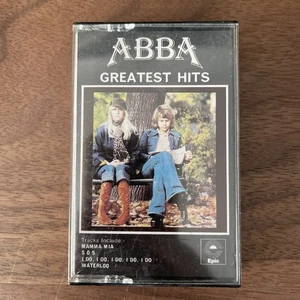 ABBA
GREATEST HITS
Tracks Include:
MAMMA MIA
S O S
I DO, I DO, I DO, I DO, I DO
WATERLOO
Epic